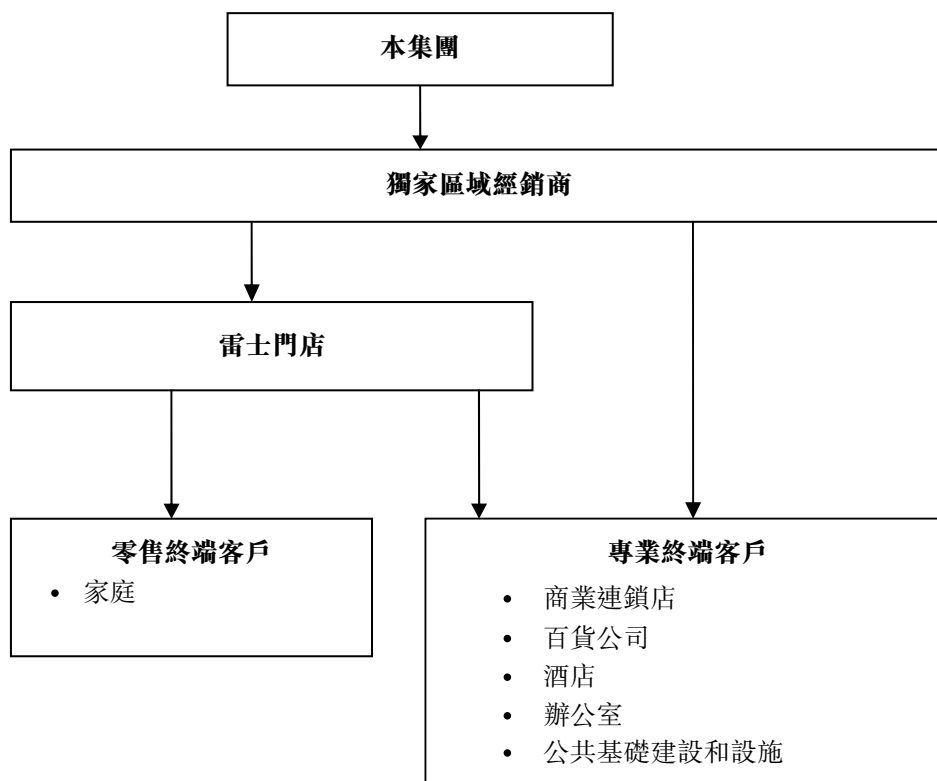 本集團
獨家區域經銷商
雷士門店
零售終端客戶
• 家庭
專業終端客戶
• 商業連鎖店
• 百貨公司
• 酒店
• 辦公室
• 公共基礎建設和設施